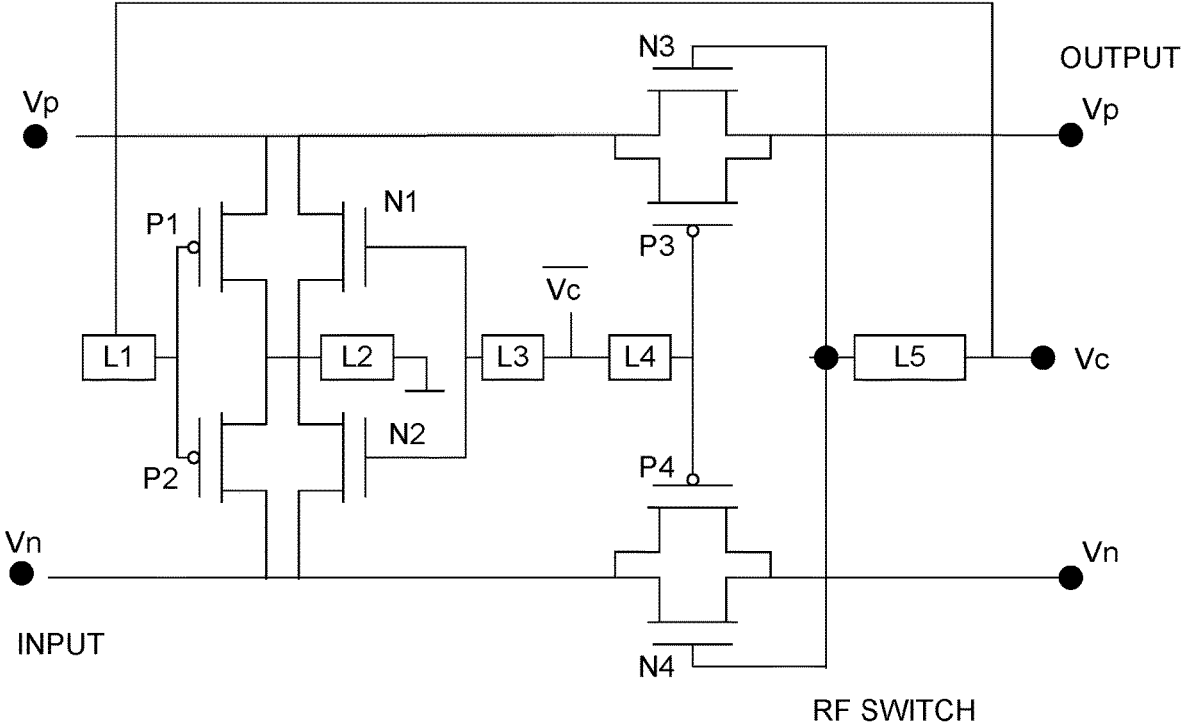 N3
OUTPUT
Vp
Vp
P1
N1
P3
Vc
L1
L2
L3
L4
L5
Vc
P2
N2
P4
Vn
Vn
INPUT
N4
RF SWITCH